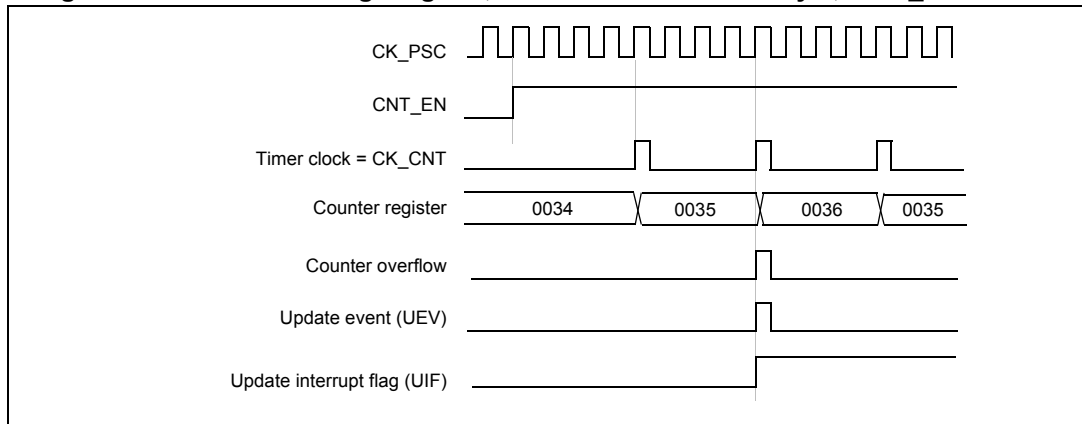 CK_PSC
CNT_EN
Timer clock = CK_CNT
Counter register 0034 0035 0036 0035
Counter overflow
Update event (UEV)
Update interrupt flag (UIF)